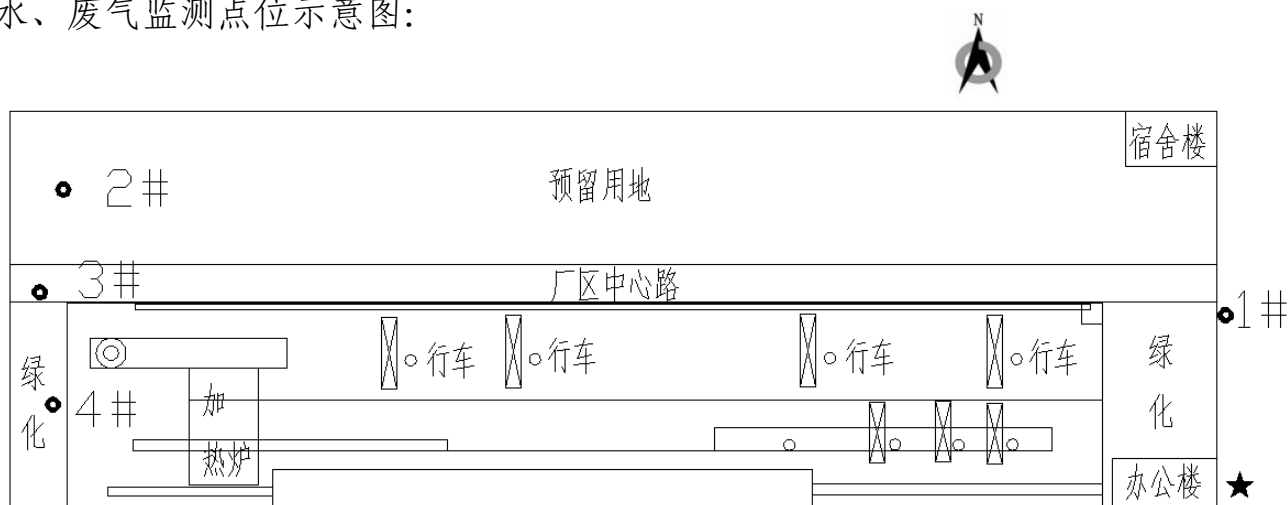 水、废气监测点位示意图:
N
宿舍楼
2#
预留用地
3#
厂区中心路
1#
绿化
行车
行车
行车
行车
绿化
4#
加热炉
办公楼